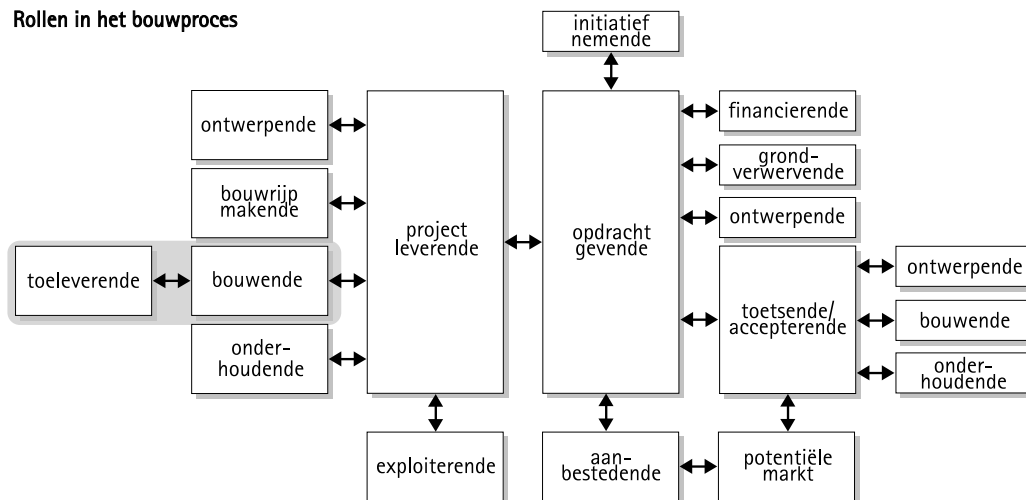 Rollen in het bouwproces
initiatief
nemende
ontwerpende
bouwrijp
makende
toeleverende
bouwende
onder-
houdende
project
leverende
exploiterende
opdracht
gevende
financierende
grond-
verwervende
ontwerpende
toetsende/
accepterende
ontwerpende
bouwende
onder-
houdende
aan-
bestedende
potentiële
markt